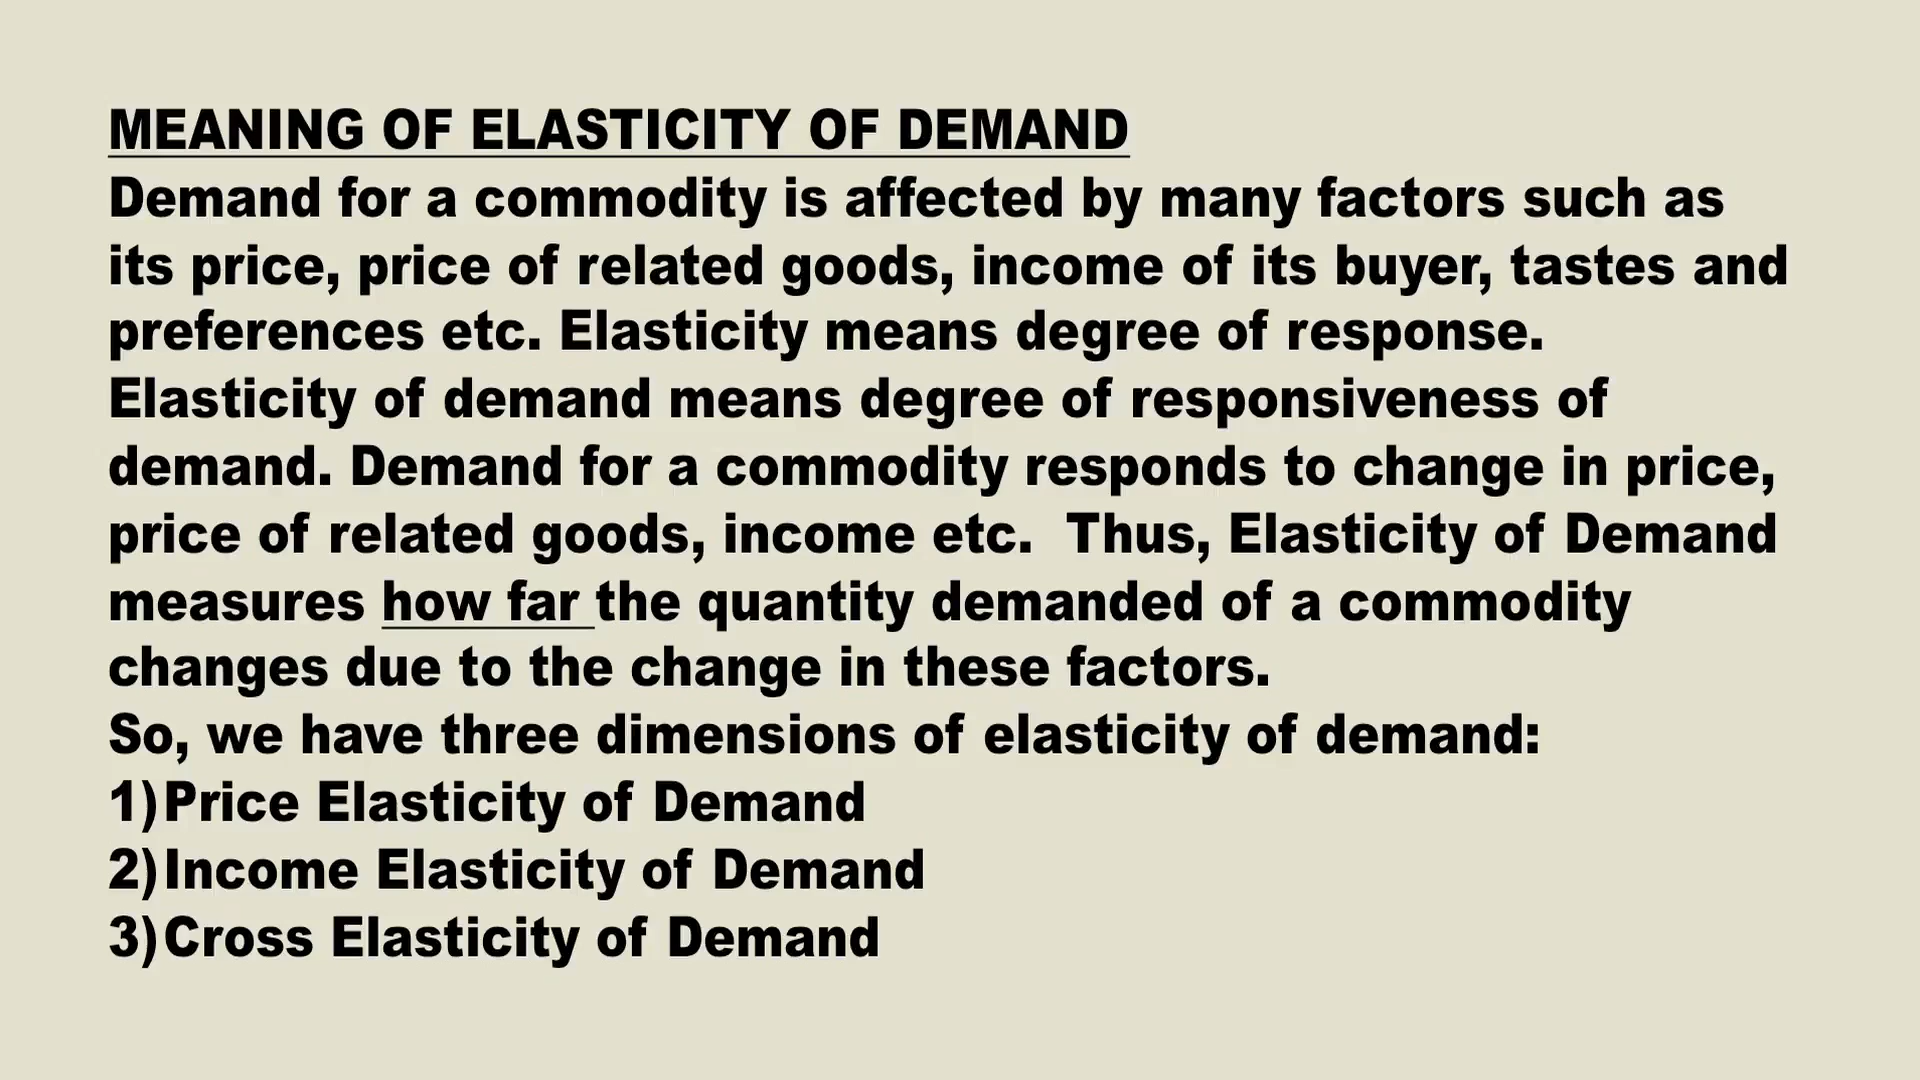 MEANING OF ELASTICITY OF DEMAND
Demand for a commodity is affected by many factors such as
its price, price of related goods, income of its buyer, tastes and
preferences etc. Elasticity means degree of response.
Elasticity of demand means degree of responsiveness of
demand. Demand for a commodity responds to change in price,
price of related goods, income etc.  Thus, Elasticity of Demand
measures how far the quantity demanded of a commodity
changes due to the change in these factors.
So, we have three dimensions of elasticity of demand:
1) Price Elasticity of Demand
2) Income Elasticity of Demand
3) Cross Elasticity of Demand